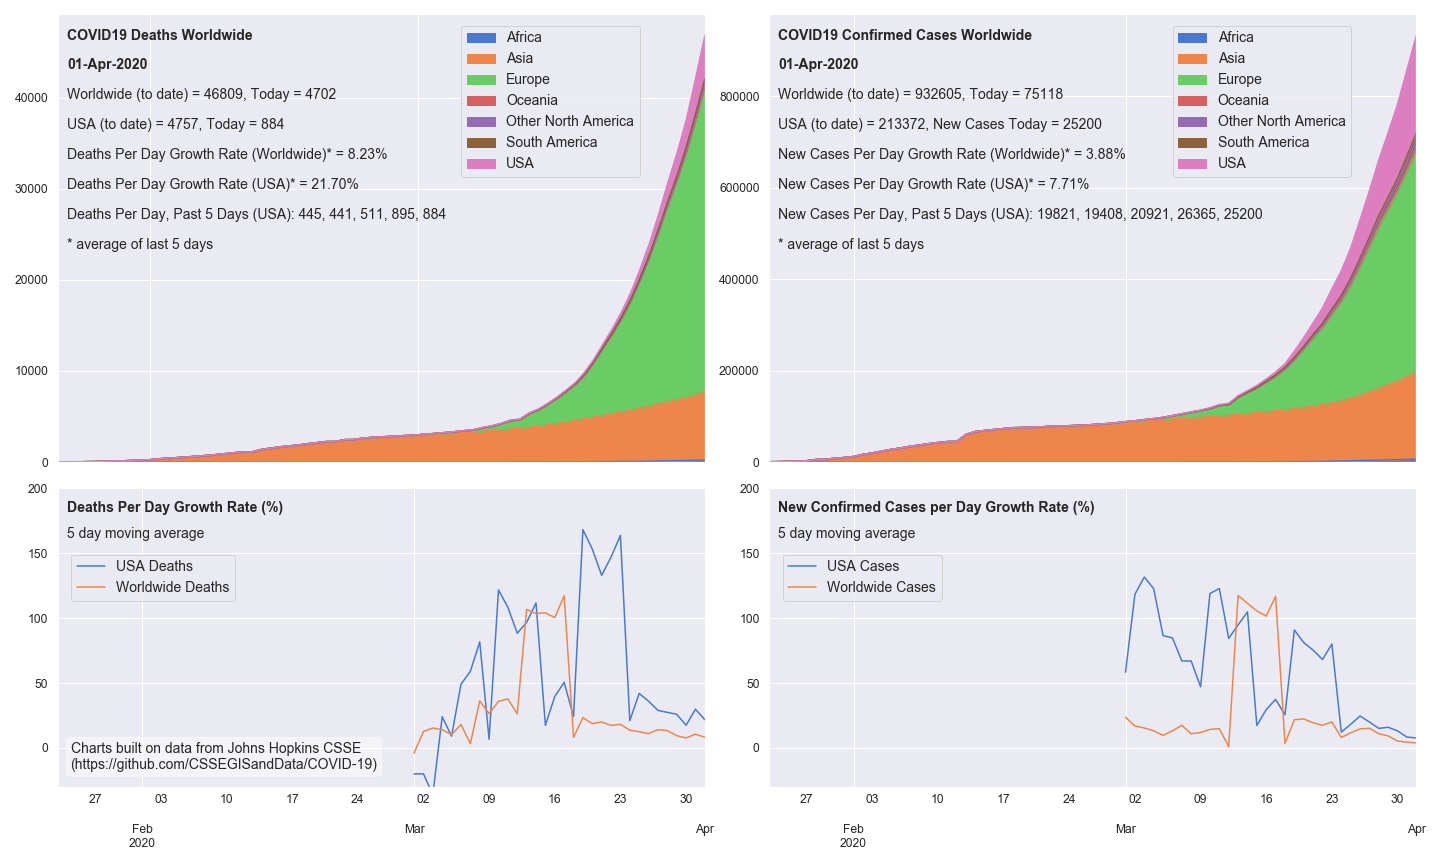 COVID19 Deaths Worldwide
01-Apr-2020
Worldwide (to date) = 46809, Today = 4702
USA (to date) = 4757, Today = 884
Deaths Per Day Growth Rate (Worldwide)* = 8.23%
Deaths Per Day Growth Rate (USA)* = 21.70%
Deaths Per Day, Past 5 Days (USA): 445, 441, 511, 895, 884
* average of last 5 days
Africa
Asia
Europe
Oceania
Other North America
South America
USA
40000
30000
20000
10000
0
COVID19 Confirmed Cases Worldwide
01-Apr-2020
Worldwide (to date) = 932605, Today = 75118
USA (to date) = 213372, New Cases Today = 25200
New Cases Per Day Growth Rate (Worldwide)* = 3.88%
New Cases Per Day Growth Rate (USA)* = 7.71%
New Cases Per Day, Past 5 Days (USA): 19821, 19408, 20921, 26365, 25200
* average of last 5 days
Africa
Asia
Europe
Oceania
Other North America
South America
USA
800000
600000
400000
200000
0
Deaths Per Day Growth Rate (%)
5 day moving average
USA Deaths
Worldwide Deaths
200
150
100
50
0
Charts built on data from Johns Hopkins CSSE
(https://github.com/CSSEGISandData/COVID-19)
27 03 10 17 24 02 09 16 23 30
Feb Mar Apr
2020
New Confirmed Cases per Day Growth Rate (%)
5 day moving average
USA Cases
Worldwide Cases
200
150
100
50
0
27 03 10 17 24 02 09 16 23 30
Feb Mar Apr
2020